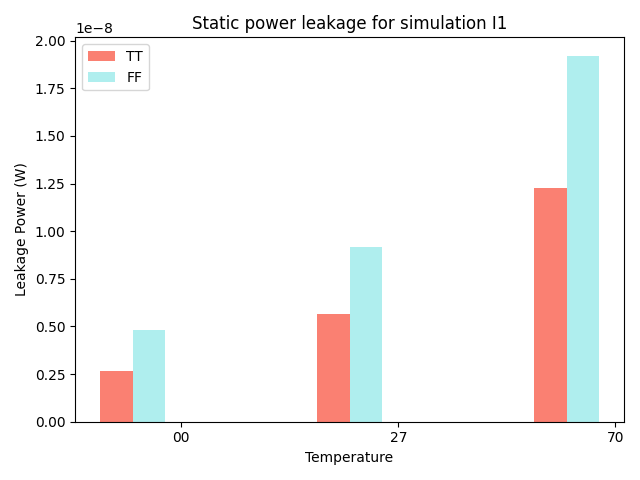 Static power leakage for simulation I1
1e−8
TT
FF
2.00
1.75
1.50
1.25
1.00
0.75
0.50
0.25
0.00
Leakage Power (W)
00
27
70
Temperature